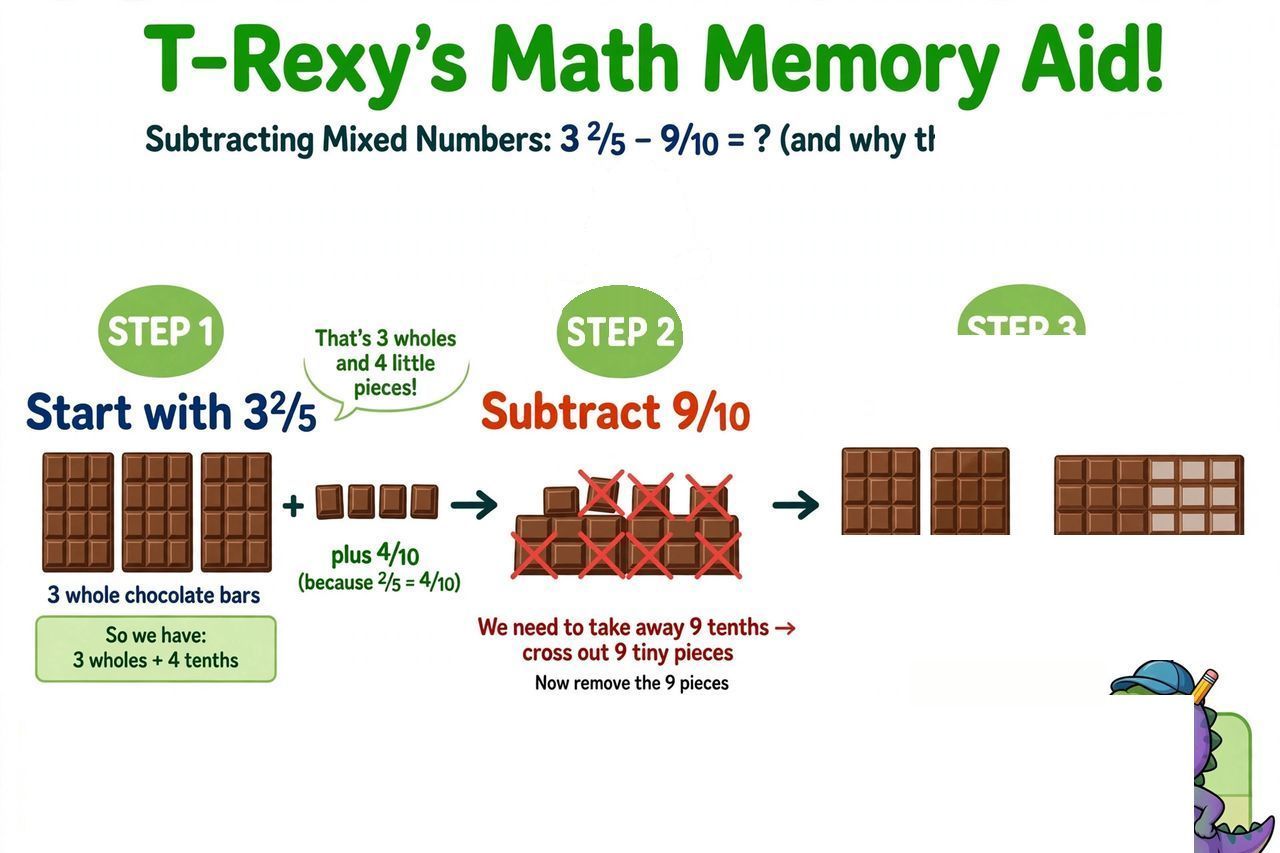 T-Rexy's Math Memory Aid!
Subtracting Mixed Numbers: 3 2/5 – 9/10 = ? (and why
STEP 1
That's 3 wholes
and 4 little
pieces!
Start with 3 2/5
+
plus 4/10
(because 2/5 = 4/10)
3 whole chocolate bars
So we have:
3 wholes + 4 tenths
STEP 2
Subtract 9/10
We need to take away 9 tenths →
cross out 9 tiny pieces
Now remove the 9 pieces
STEP 3